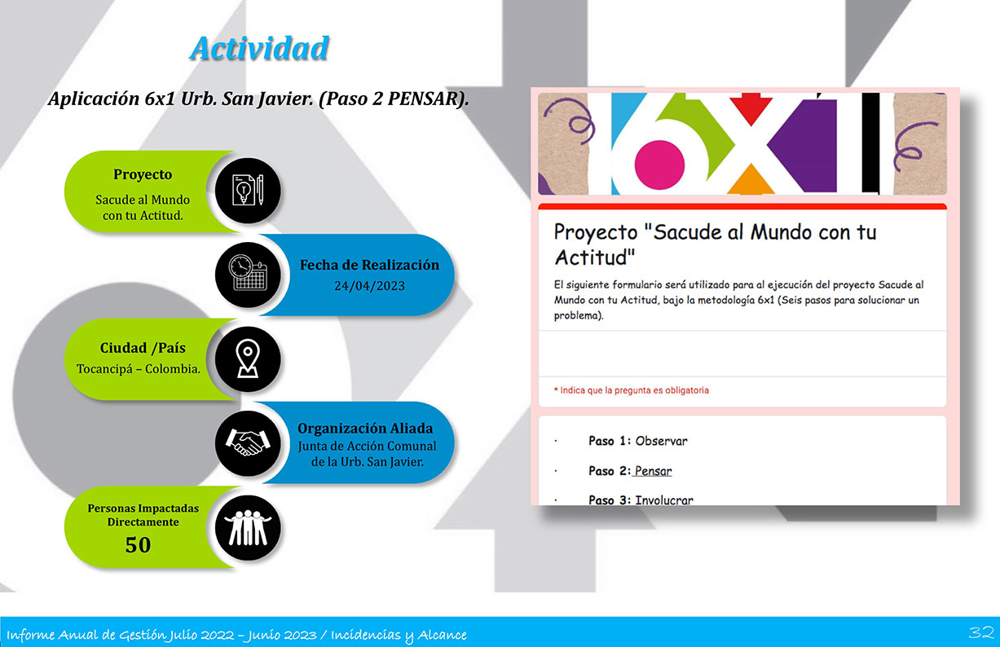 Actividad
Aplicación 6x1 Urb. San Javier. (Paso 2 PENSAR).
Proyecto
Sacude al Mundo
con tu Actitud.
Fecha de Realización
24/04/2023
Ciudad /País
Tocancipá – Colombia.
Organización Aliada
Junta de Acción Comunal
de la Urb. San Javier.
Personas Impactadas
Directamente
50
6x1
Proyecto "Sacude al Mundo con tu
Actitud"
El siguiente formulario será utilizado para al ejecución del proyecto Sacude al
Mundo con tu Actitud, bajo la metodología 6x1 (Seis pasos para solucionar un
problema).
* Indica que la pregunta es obligatoria
· Paso 1: Observar
· Paso 2: Pensar
· Paso 3: Involucrar
Informe Anual de Gestión Julio 2022 – Junio 2023 / Incidencias y Alcance
32